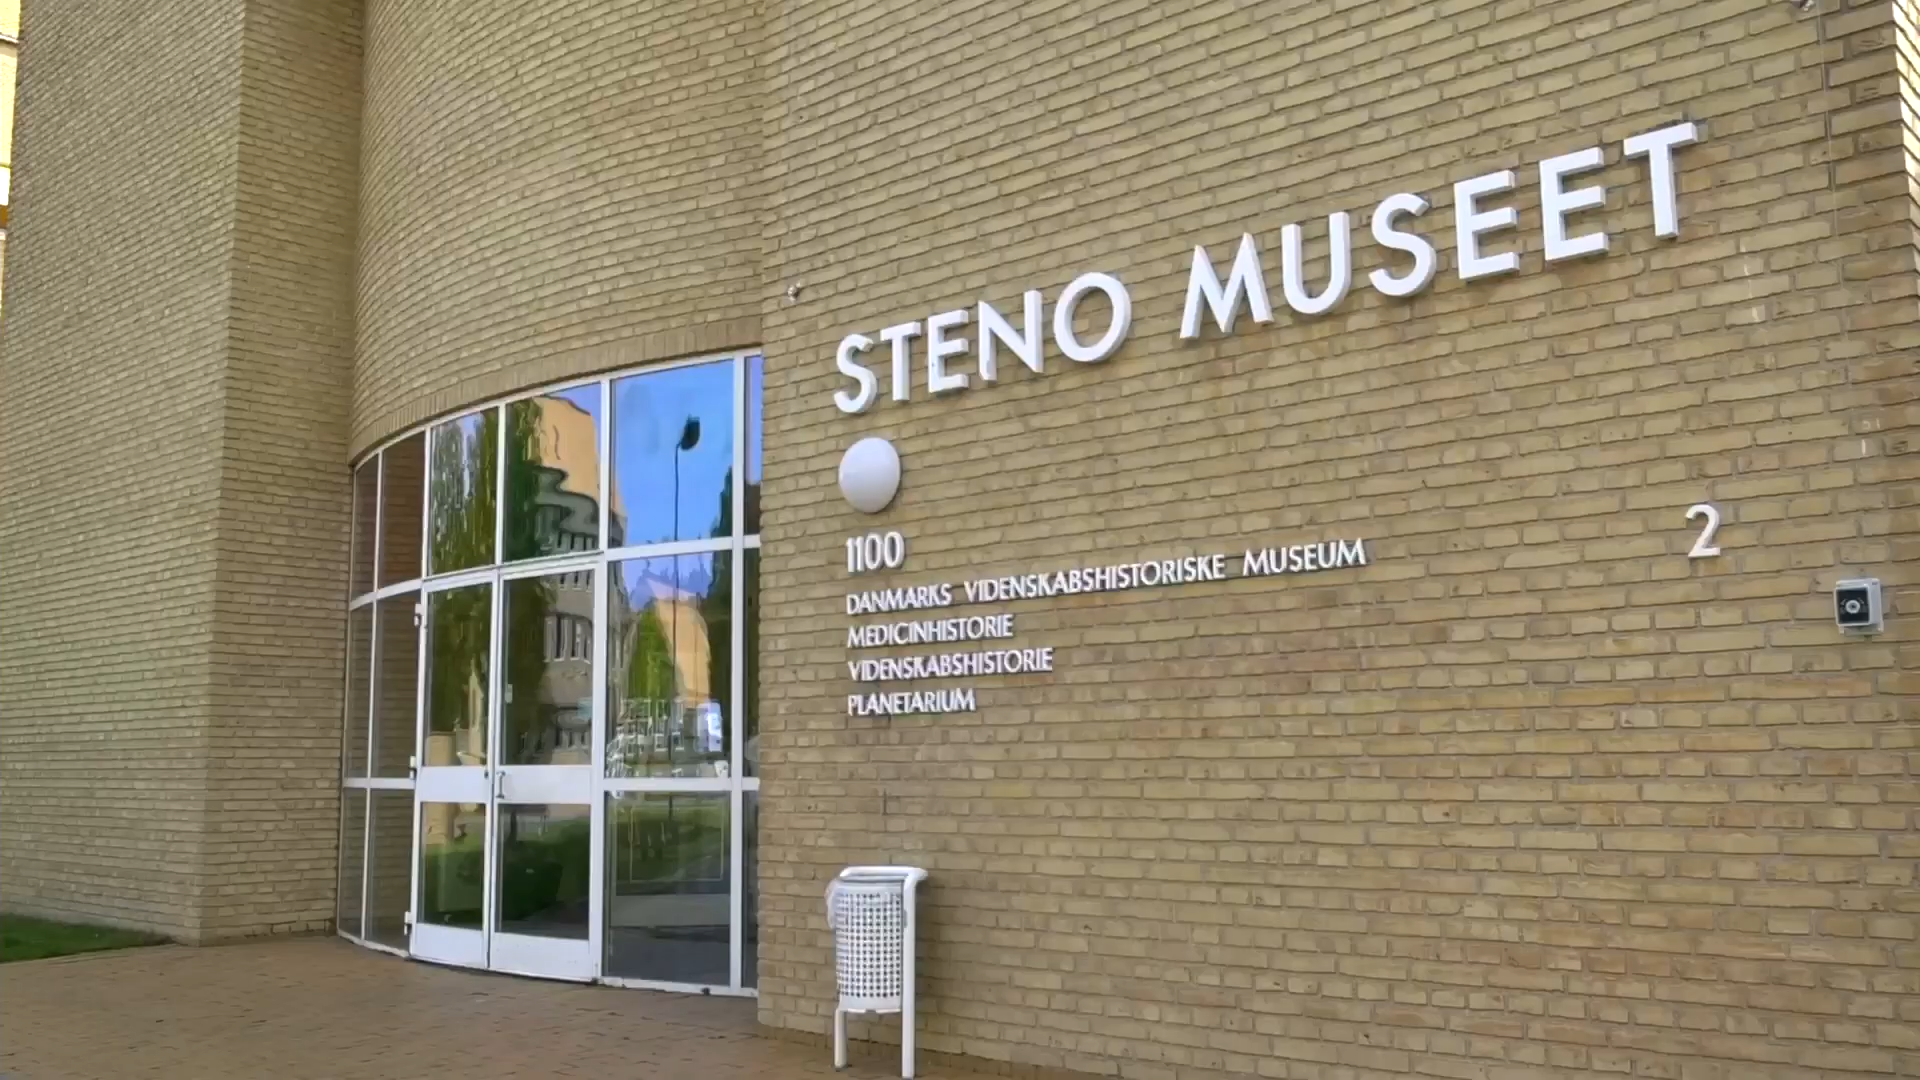 STENO MUSEET
1100
2
DANMARKS VIDENSKABSHISTORISKE MUSEUM
MEDICINHISTORIE
VIDENSKABSHISTORIE
PLANETARIUM